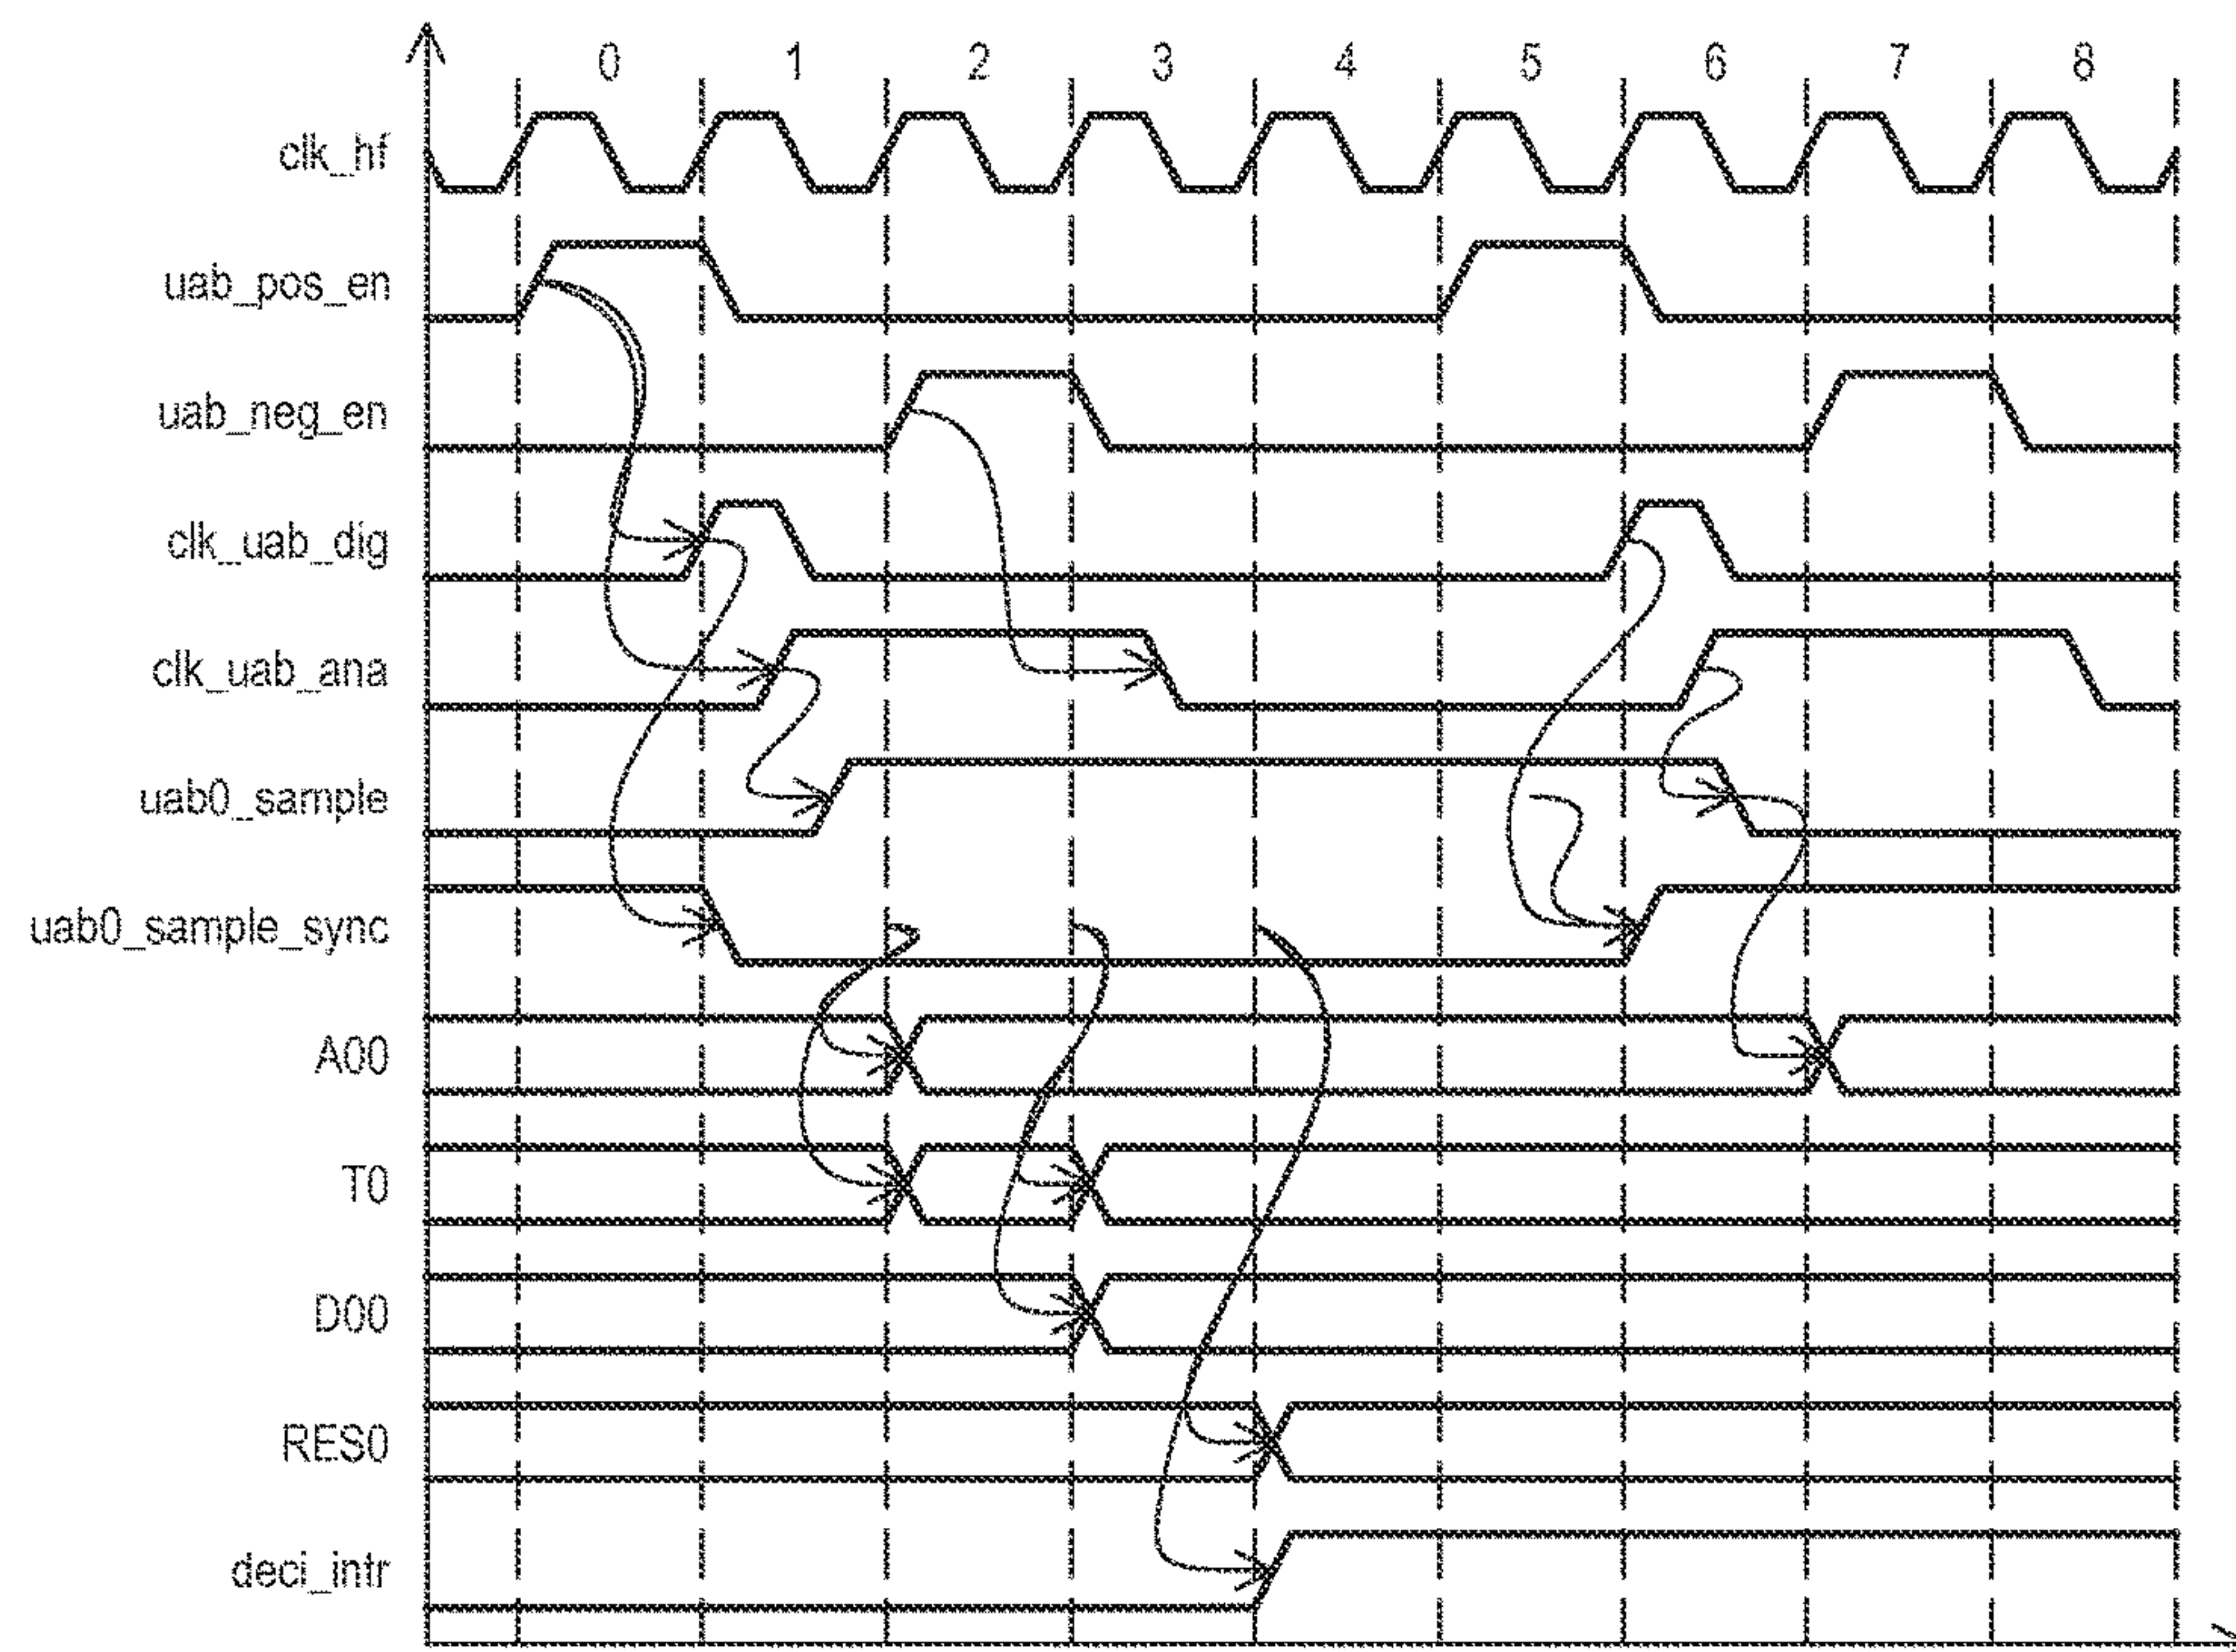 0 1 2 3 4 5 6 7 8
clk_hf
uab_pos_en
uab_neg_en
clk_uab_dig
clk_uab_ana
uab0_sample
uab0_sample_sync
A00
T0
D00
RES0
deci_intr